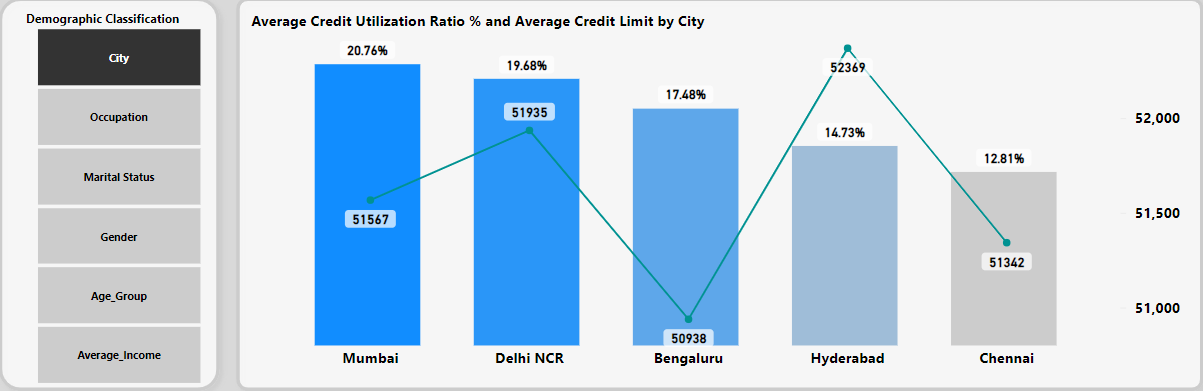 Demographic Classification
City
Occupation
Marital Status
Gender
Age_Group
Average_Income
Average Credit Utilization Ratio % and Average Credit Limit by City
20.76%
19.68%
17.48%
14.73%
12.81%
51567
51935
50938
52369
51342
52,000
51,500
51,000
Mumbai
Delhi NCR
Bengaluru
Hyderabad
Chennai